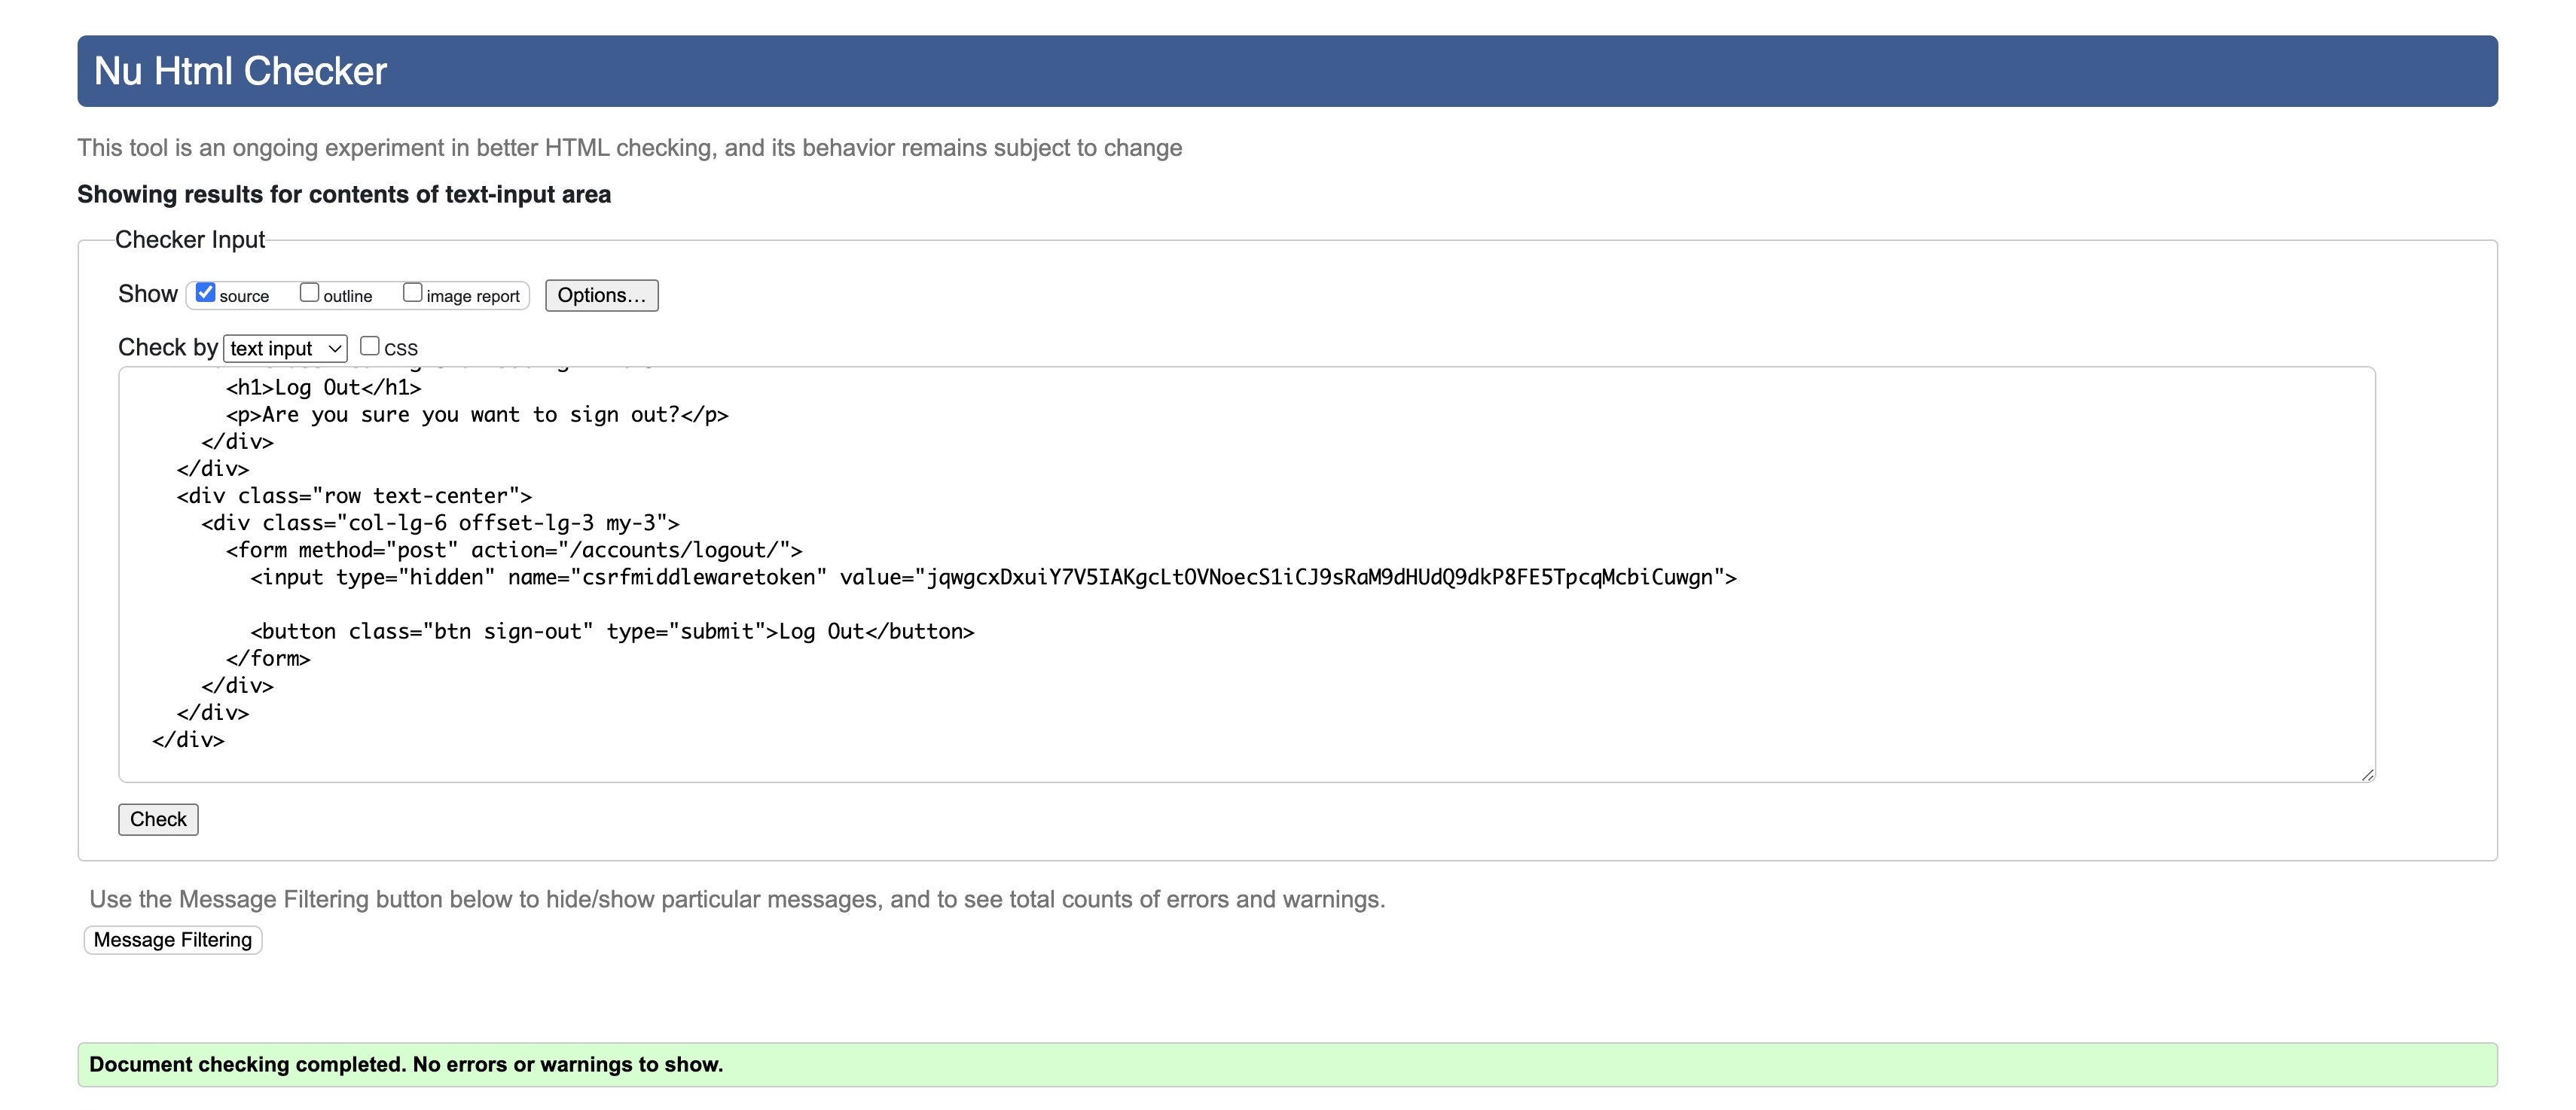 Nu Html Checker
This tool is an ongoing experiment in better HTML checking, and its behavior remains subject to change
Showing results for contents of text-input area
Checker Input
Show source outline image report Options...
Check by text input CSS
<h1>Log Out</h1>
<p>Are you sure you want to sign out?</p>
</div>
</div>
<div class="row text-center">
<div class="col-lg-6 offset-lg-3 my-3">
<form method="post" action="/accounts/logout/">
<input type="hidden" name="csrfmiddlewaretoken" value="jqwgcxDxuiY7V5IAKgcLtOVNoecS1iCJ9sRaM9dHUdQ9dkP8FE5TpcqMcbiCuwgn">
<button class="btn sign-out" type="submit">Log Out</button>
</form>
</div>
</div>
</div>
Check
Use the Message Filtering button below to hide/show particular messages, and to see total counts of errors and warnings.
Message Filtering
Document checking completed. No errors or warnings to show.